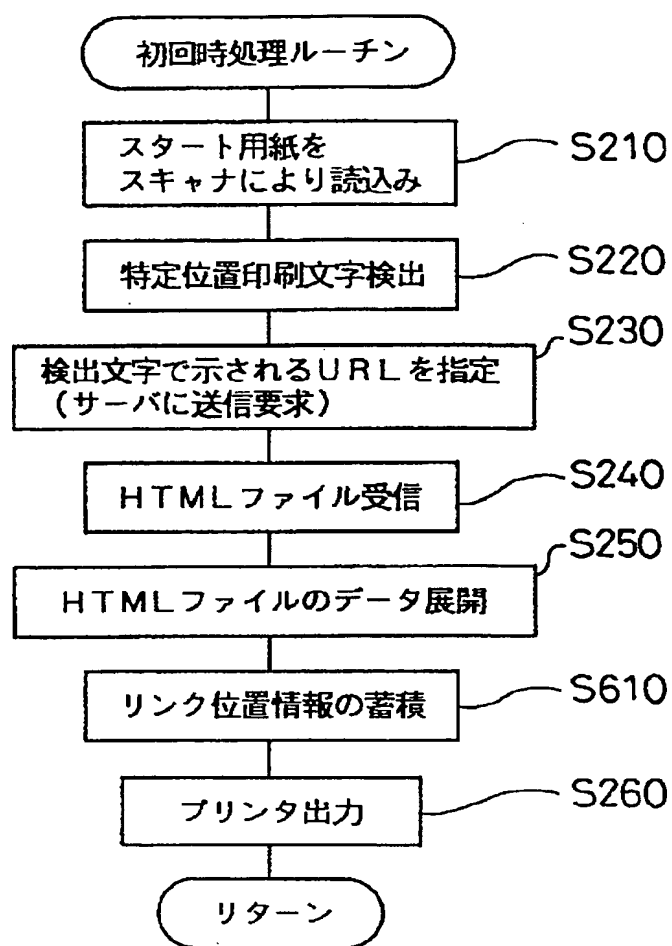 初回時処理ルーチン
スタート用紙を
スキャナにより読込み
S210
特定位置印刷文字検出
S220
S230
検出文字で示されるURLを指定
(サーバに送信要求)
HTMLファイル受信
S240
S250
HTMLファイルのデータ展開
リンク位置情報の蓄積
S610
プリンタ出力
S260
リターン